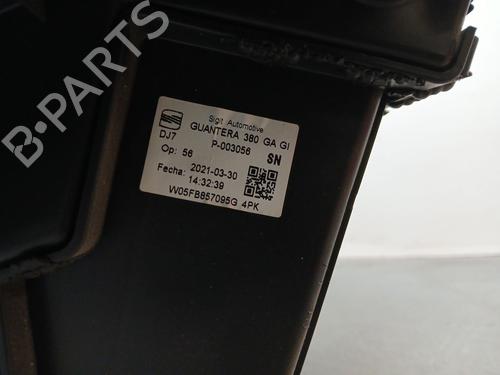 B-PARTS
Sigit Automotive
GUANTERA 380 GA GI
DJ7
P-003056
SN
Op: 56
Fecha: 2021-03-30
14:32:39
W05FB857095G 4PK